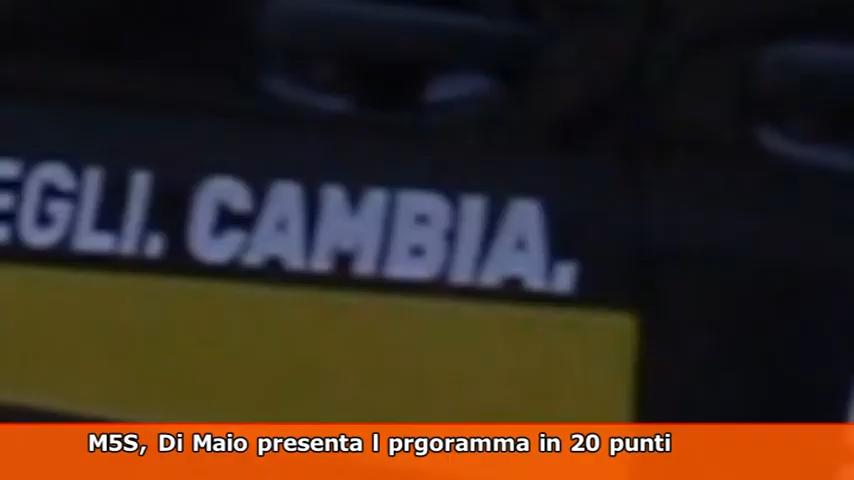 EGLI. CAMBIA.
M5S, Di Maio presenta l prgoramma in 20 punti